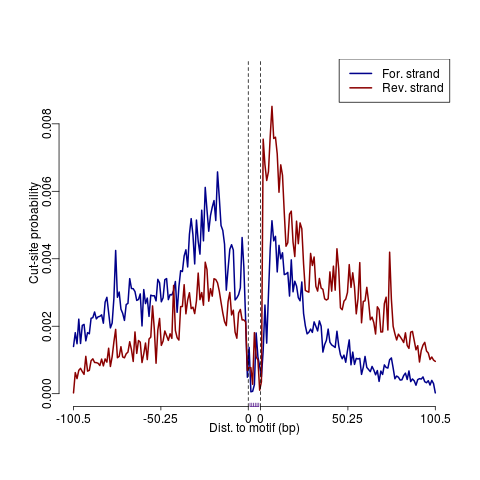 For. strand
Rev. strand
Cut-site probability
0.008
0.006
0.004
0.002
0.000
-100.5 -50.25 0 0 50.25 100.5
Dist. to motif (bp)